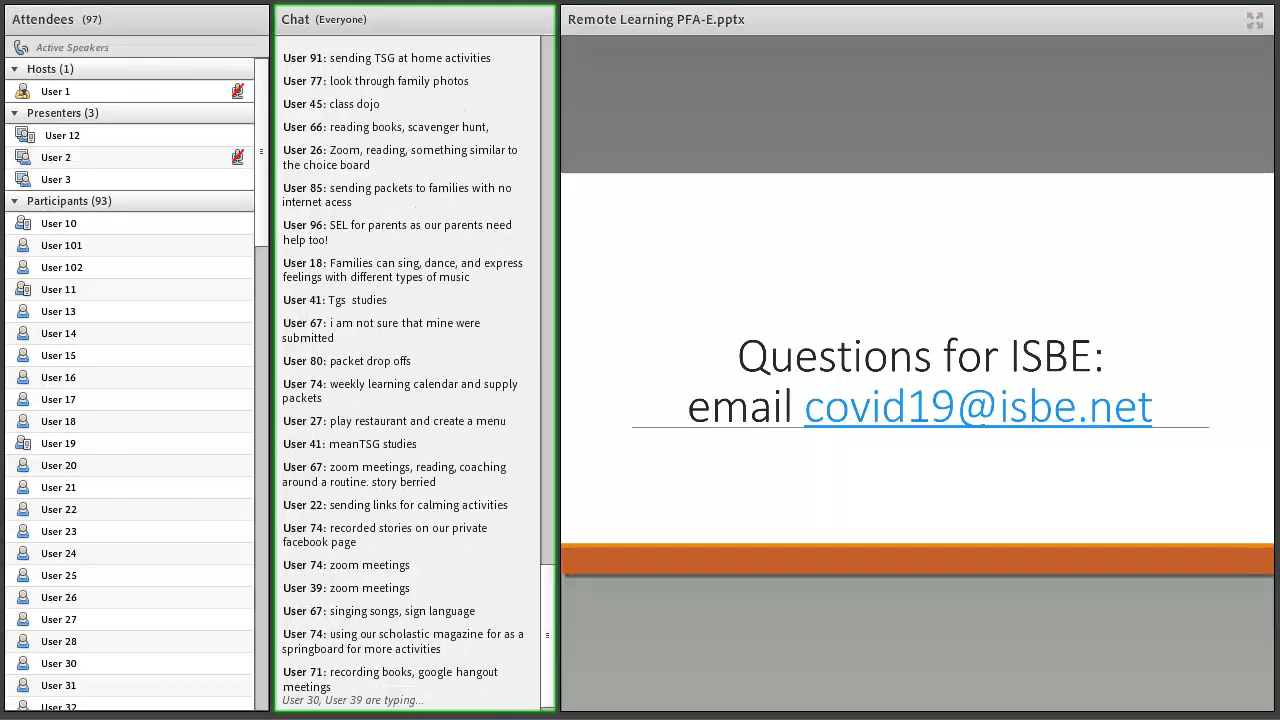 Attendees (97)
Active Speakers
Hosts (1)
User 1
Presenters (3)
User 12
User 2
User 3
Participants (93)
User 10
User 101
User 102
User 11
User 13
User 14
User 15
User 16
User 17
User 18
User 19
User 20
User 21
User 22
User 23
User 24
User 25
User 26
User 27
User 28
User 30
User 31
User 32
Chat (Everyone)
User 91: sending TSG at home activities
User 77: look through family photos
User 45: class dojo
User 66: reading books, scavenger hunt,
User 26: Zoom, reading, something similar to
the choice board
User 85: sending packets to families with no
internet acess
User 96: SEL for parents as our parents need
help too!
User 18: Families can sing, dance, and express
feelings with different types of music
User 41: Tgs  studies
User 67: i am not sure that mine were
submitted
User 80: packet drop offs
User 74: weekly learning calendar and supply
packets
User 27: play restaurant and create a menu
User 41: meanTSG studies
User 67: zoom meetings, reading, coaching
around a routine. story berried
User 22: sending links for calming activities
User 74: recorded stories on our private
facebook page
User 74: zoom meetings
User 39: zoom meetings
User 67: singing songs, sign language
User 74: using our scholastic magazine for as a
springboard for more activities
User 71: recording books, google hangout
meetings
User 30, User 39 are typing...
Remote Learning PFA-E.pptx
Questions for ISBE:
email covid19@isbe.net